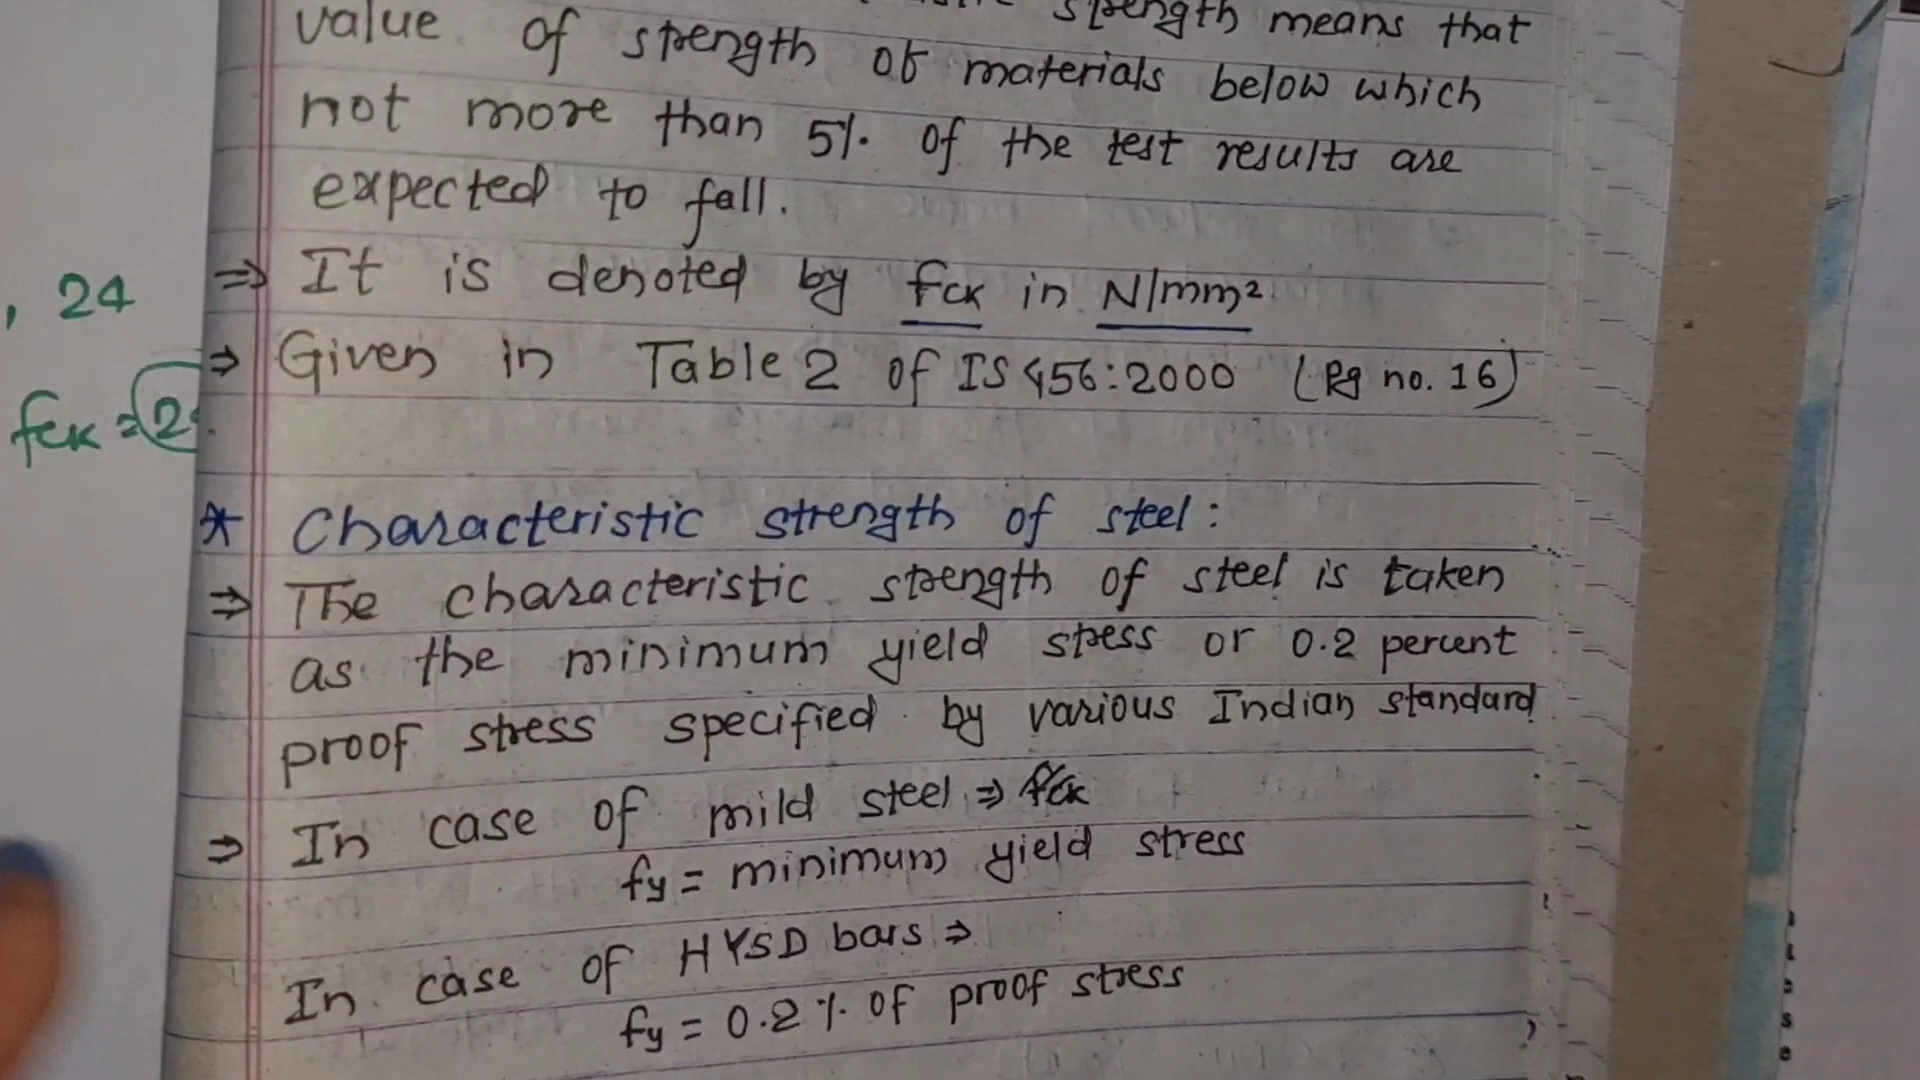 strength means that
value of strength of materials below which
not more than 5% of the test results are
expected to fall.
⇒ It is denoted by fck in N/mm²
⇒ Given in Table 2 of IS 456:2000 (Pg no. 16)
* Characteristic strength of steel:
⇒ The characteristic strength of steel is taken
as the minimum yield stress or 0.2 percent
proof stress specified by various Indian standard
⇒ In case of mild steel ⇒
fy = minimum yield stress
In case of HYSD bars ⇒
fy = 0.2% of proof stress
, 24
fck =